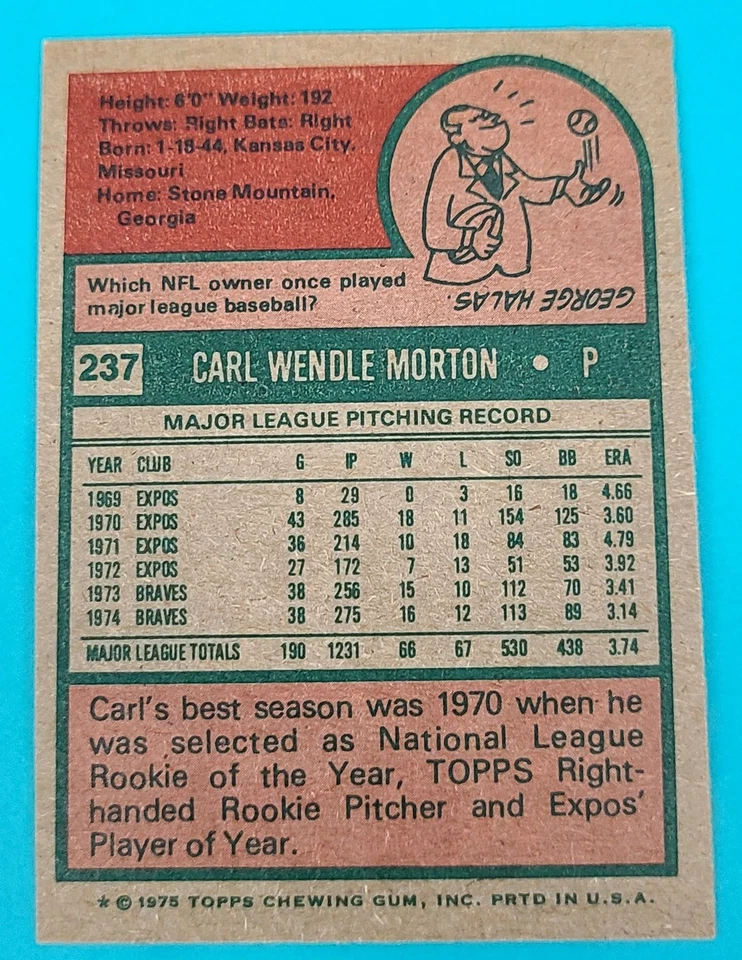 Height: 6'0" Weight: 192
Throws: Right Bats: Right
Born: 1-18-44, Kansas City,
Missouri
Home: Stone Mountain,
Georgia
Which NFL owner once played
major league baseball?
GEORGE HALAS.
237 CARL WENDLE MORTON • P
MAJOR LEAGUE PITCHING RECORD
YEAR CLUB G IP W L SO BB ERA
1969 EXPOS 8 29 0 3 16 18 4.66
1970 EXPOS 43 285 18 11 154 125 3.60
1971 EXPOS 36 214 10 18 84 83 4.79
1972 EXPOS 27 172 7 13 51 53 3.92
1973 BRAVES 38 256 15 10 112 70 3.41
1974 BRAVES 38 275 16 12 113 89 3.14
MAJOR LEAGUE TOTALS 190 1231 66 67 530 438 3.74
Carl's best season was 1970 when he
was selected as National League
Rookie of the Year, TOPPS Right-
handed Rookie Pitcher and Expos'
Player of Year.
* © 1975 TOPPS CHEWING GUM, INC. PRTD IN U.S.A.